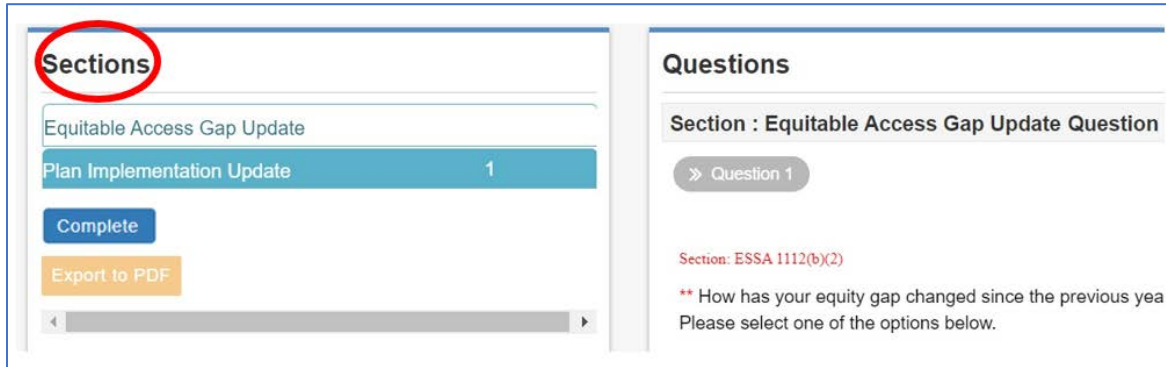 Sections
Equitable Access Gap Update
Plan Implementation Update 1
Complete
Export to PDF
Questions
Section : Equitable Access Gap Update Question
» Question 1
Section: ESSA 1112(b)(2)
** How has your equity gap changed since the previous yea
Please select one of the options below.